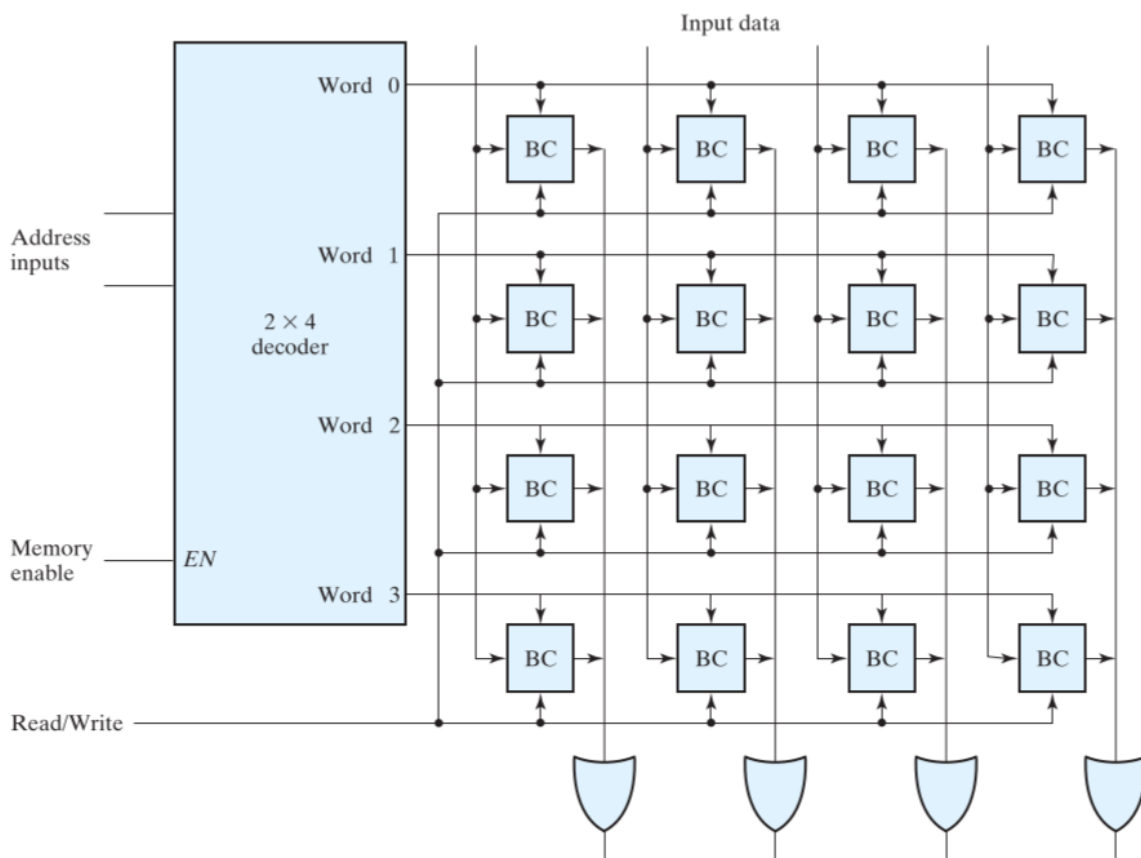 Input data
Word 0
BC BC BC BC
Address
inputs
Word 1
2 × 4
decoder
BC BC BC BC
Word 2
BC BC BC BC
Memory
enable
EN
Word 3
BC BC BC BC
Read/Write